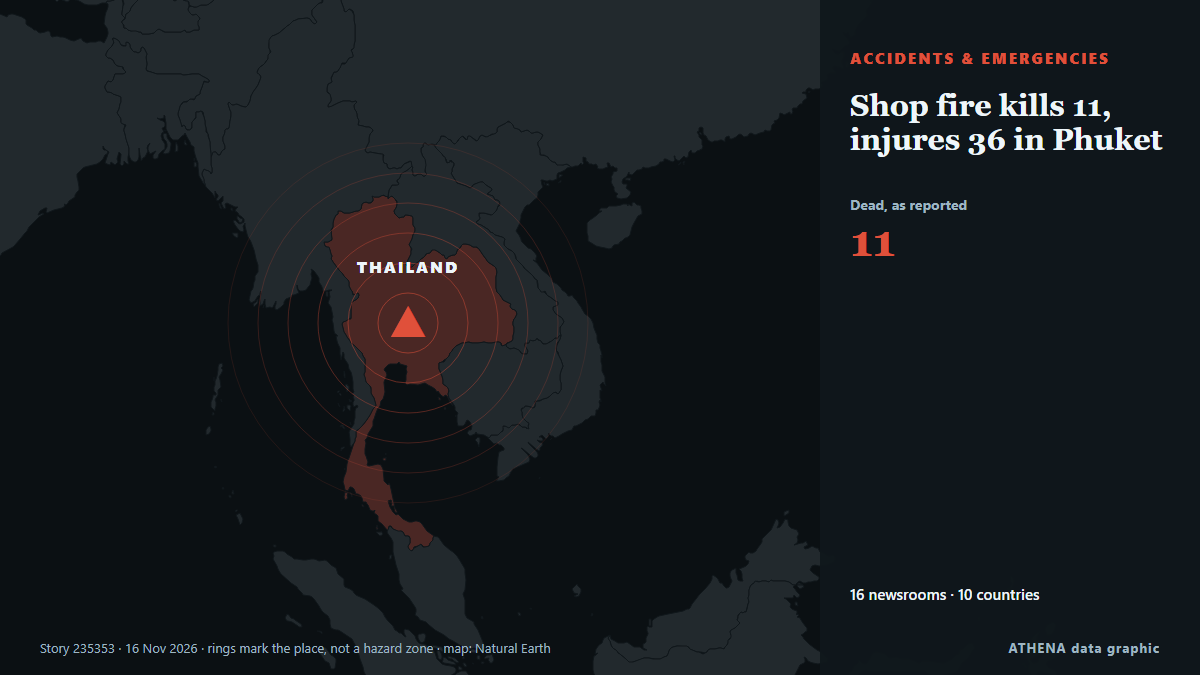 ACCIDENTS & EMERGENCIES
Shop fire kills 11,
injures 36 in Phuket
Dead, as reported
11
THAILAND
16 newsrooms · 10 countries
Story 235353 · 16 Nov 2026 · rings mark the place, not a hazard zone · map: Natural Earth
ATHENA data graphic